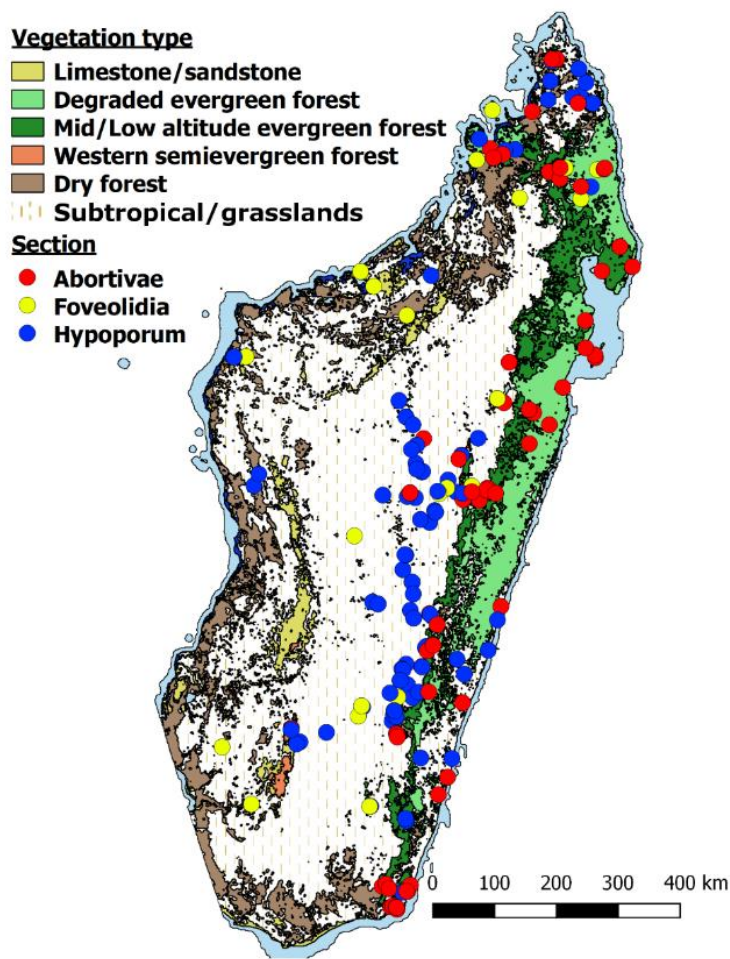 Vegetation type
Limestone/sandstone
Degraded evergreen forest
Mid/Low altitude evergreen forest
Western semievergreen forest
Dry forest
Subtropical/grasslands
Section
Abortivae
Foveolidia
Hypoporum
0 100 200 300 400 km